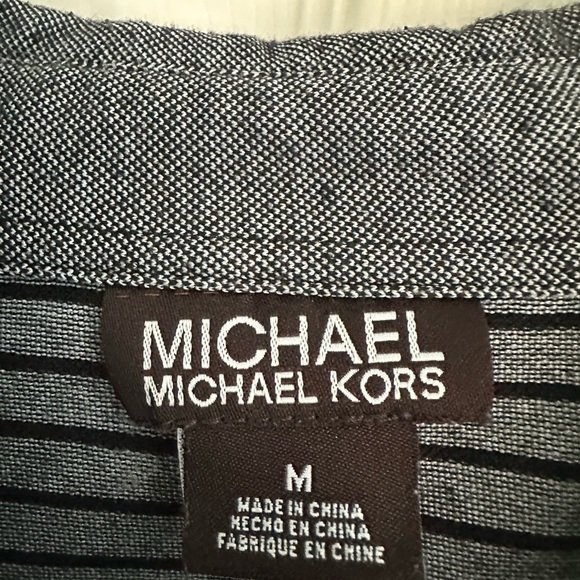 MICHAEL
MICHAEL KORS
M
MADE IN CHINA
HECHO EN CHINA
FABRIQUE EN CHINE